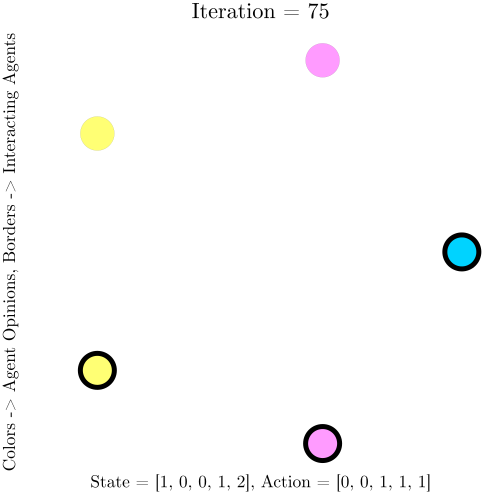 Iteration = 75
Colors -> Agent Opinions, Borders -> Interacting Agents
State = [1, 0, 0, 1, 2], Action = [0, 0, 1, 1, 1]